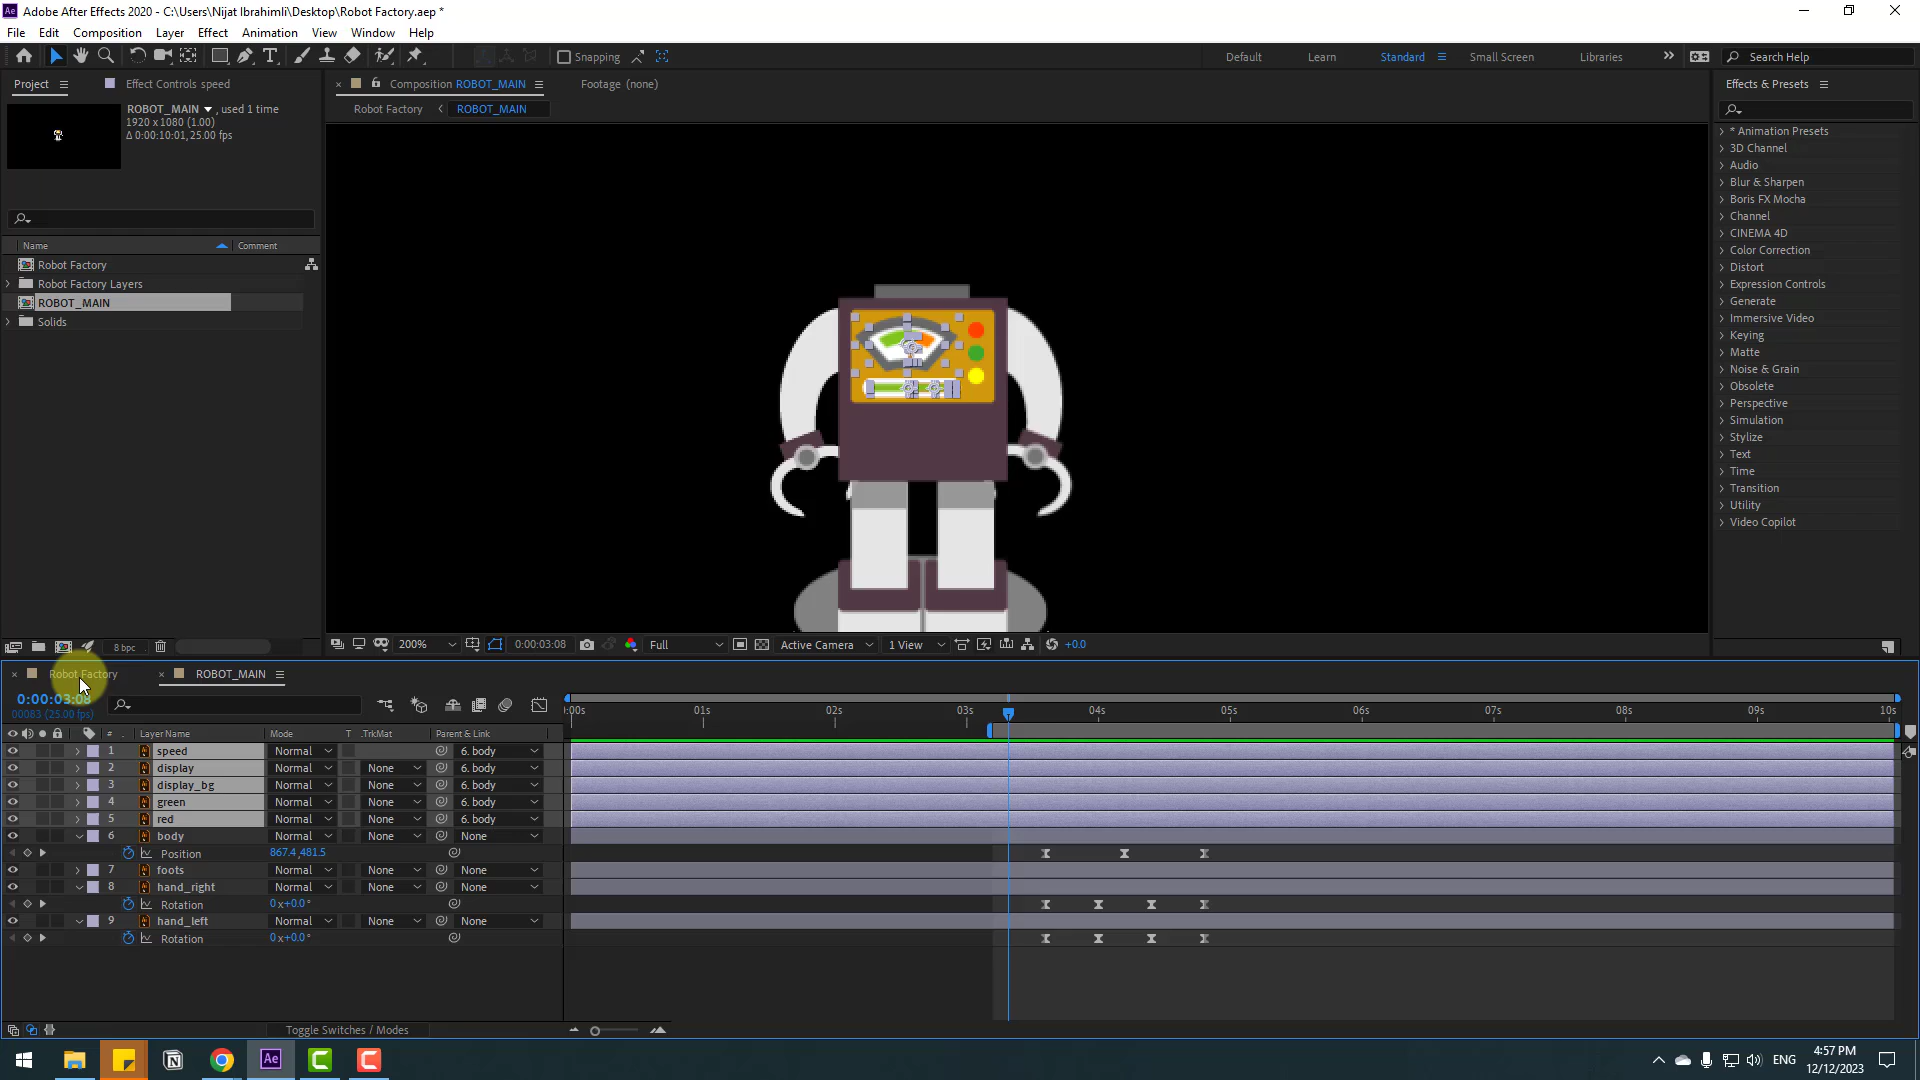 Adobe After Effects 2020 - C:\Users\Nijat Ibrahimli\Desktop\Robot Factory.aep *
File Edit Composition Layer Effect Animation View Window Help
Snapping Default Learn Standard Small Screen Libraries Search Help
Project Effect Controls speed Composition ROBOT_MAIN Footage (none) Effects & Presets
ROBOT_MAIN , used 1 time
1920 x 1080 (1.00)
Δ 0:00:10:01, 25.00 fps
Robot Factory ROBOT_MAIN
Name Comment
Robot Factory
Robot Factory Layers
ROBOT_MAIN
Solids
* Animation Presets
3D Channel
Audio
Blur & Sharpen
Boris FX Mocha
Channel
CINEMA 4D
Color Correction
Distort
Expression Controls
Generate
Immersive Video
Keying
Matte
Noise & Grain
Obsolete
Perspective
Simulation
Stylize
Text
Time
Transition
Utility
Video Copilot
8 bpc 200% 0:00:03:08 Full Active Camera 1 View +0.0
Robot Factory ROBOT_MAIN
0:00:03:08
00083 (25.00 fps)
:00s 01s 02s 03s 04s 05s 06s 07s 08s 09s 10s
# Layer Name Mode T .TrkMat Parent & Link
1 speed Normal 6. body
2 display Normal None 6. body
3 display_bg Normal None 6. body
4 green Normal None 6. body
5 red Normal None 6. body
6 body Normal None None
Position 867.4,481.5
7 foots Normal None None
8 hand_right Normal None None
Rotation 0x+0.0°
9 hand_left Normal None None
Rotation 0x+0.0°
Toggle Switches / Modes
Ae ENG 4:57 PM
12/12/2023